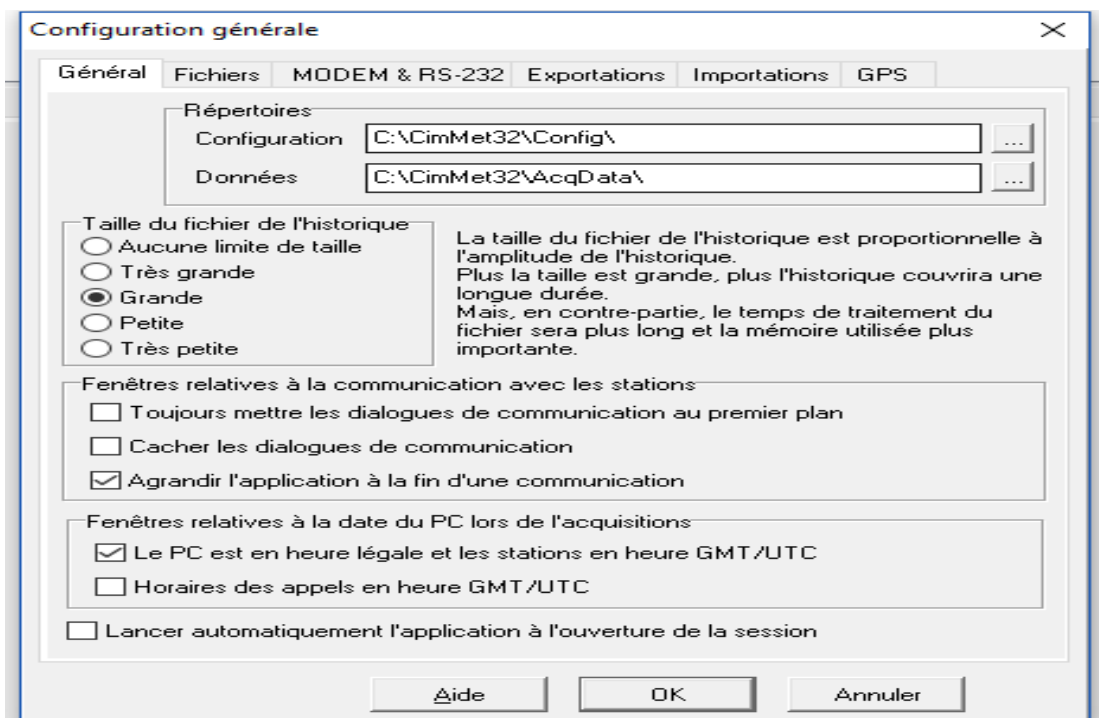 Configuration générale
Général Fichiers MODEM & RS-232 Exportations Importations GPS
Répertoires
Configuration C:\CimMet32\Config\ ...
Données C:\CimMet32\AcqData\ ...
Taille du fichier de l'historique
Aucune limite de taille
Très grande
Grande
Petite
Très petite
La taille du fichier de l'historique est proportionnelle à
l'amplitude de l'historique.
Plus la taille est grande, plus l'historique couvrira une
longue durée.
Mais, en contre-partie, le temps de traitement du
fichier sera plus long et la mémoire utilisée plus
importante.
Fenêtres relatives à la communication avec les stations
Toujours mettre les dialogues de communication au premier plan
Cacher les dialogues de communication
Agrandir l'application à la fin d'une communication
Fenêtres relatives à la date du PC lors de l'acquisitions
Le PC est en heure légale et les stations en heure GMT/UTC
Horaires des appels en heure GMT/UTC
Lancer automatiquement l'application à l'ouverture de la session
Aide OK Annuler